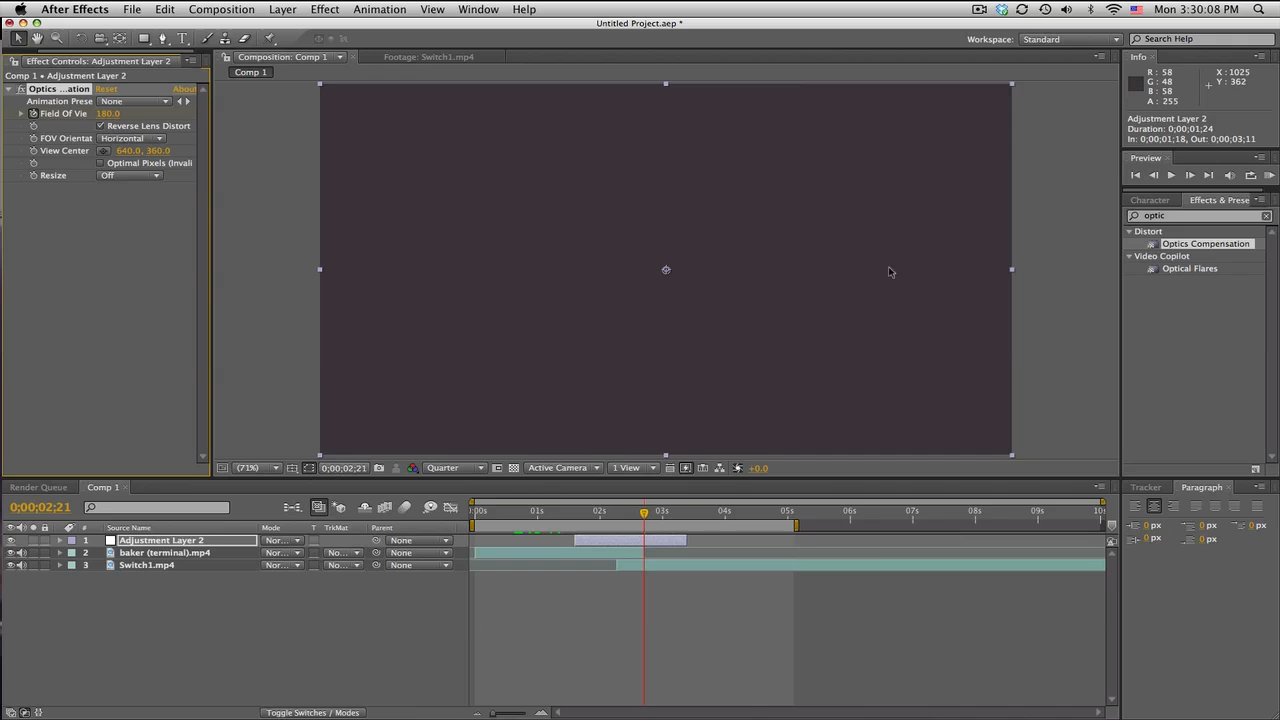 After Effects File Edit Composition Layer Effect Animation View Window Help Mon 3:30:08 PM
Untitled Project.aep *
Workspace: Standard Search Help
Effect Controls: Adjustment Layer 2 Composition: Comp 1 Footage: Switch1.mp4 Info
Comp 1 • Adjustment Layer 2 Comp 1
R : 58 X : 1025
G : 48 Y : 362
B : 58
A : 255
fx Optics ...ation Reset About
Animation Prese None
Field Of Vie 180.0
Reverse Lens Distort
FOV Orientat Horizontal
View Center 640.0, 360.0
Optimal Pixels (Invali
Resize Off
Adjustment Layer 2
Duration: 0;00;01;24
In: 0;00;01;18, Out: 0;00;03;11
Preview
Character Effects & Prese
optic
Distort
Optics Compensation
Video Copilot
Optical Flares
(71%) 0;00;02;21 Quarter Active Camera 1 View +0.0
Render Queue Comp 1 Tracker Paragraph
0;00;02;21
:00s 01s 02s 03s 04s 05s 06s 07s 08s 09s 10s
# Source Name Mode T TrkMat Parent
1 Adjustment Layer 2 Nor... None
2 baker (terminal).mp4 Nor... No... None
3 Switch1.mp4 Nor... No... None
0 px 0 px 0 px
0 px 0 px
Toggle Switches / Modes